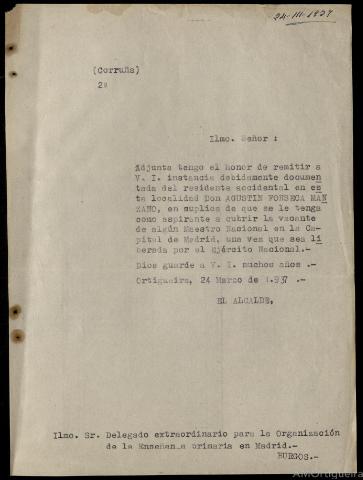 24-III-1937
(Corruña)
2º
Ilmo. Señor :
Adjunta tengo el honor de remitir a
V. I. instancia debidamente documen
tada del residente accidental en es
ta localidad Don AGUSTIN FONSECA MAN
ZANO, en suplica de que se le tenga
como aspirante a cubrir la vacante
de algún Maestro Nacional en la Ca-
pital de Madrid, una ves que sea li
berada por el Ejército Nacional.-
Dios guarde a V. I. muchos años .-
Ortigueira, 24 Marzo de 1.937 .-
EL ALCALDE,
Ilmo. Sr. Delegado extraordinario para la Organización
de la Enseñan_a primaria en Madrid.-
BURGOS.-
AMOrtigueira